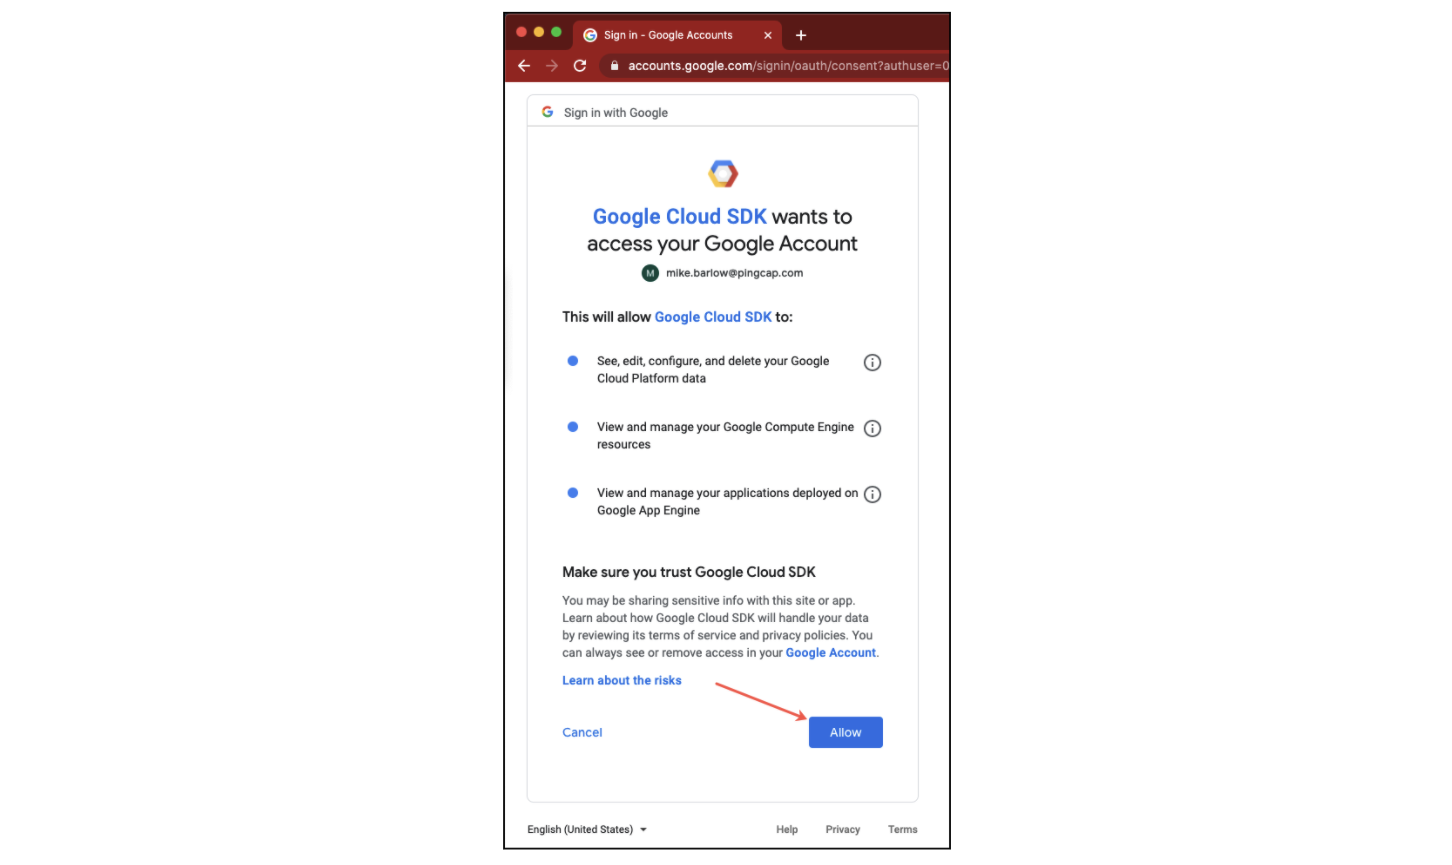 Sign in - Google Accounts
accounts.google.com/signin/oauth/consent?authuser=0
Sign in with Google
Google Cloud SDK wants to
access your Google Account
M mike.barlow@pingcap.com
This will allow Google Cloud SDK to:
See, edit, configure, and delete your Google
Cloud Platform data
View and manage your Google Compute Engine
resources
View and manage your applications deployed on
Google App Engine
Make sure you trust Google Cloud SDK
You may be sharing sensitive info with this site or app.
Learn about how Google Cloud SDK will handle your data
by reviewing its terms of service and privacy policies. You
can always see or remove access in your Google Account.
Learn about the risks
Cancel
Allow
English (United States)
Help Privacy Terms